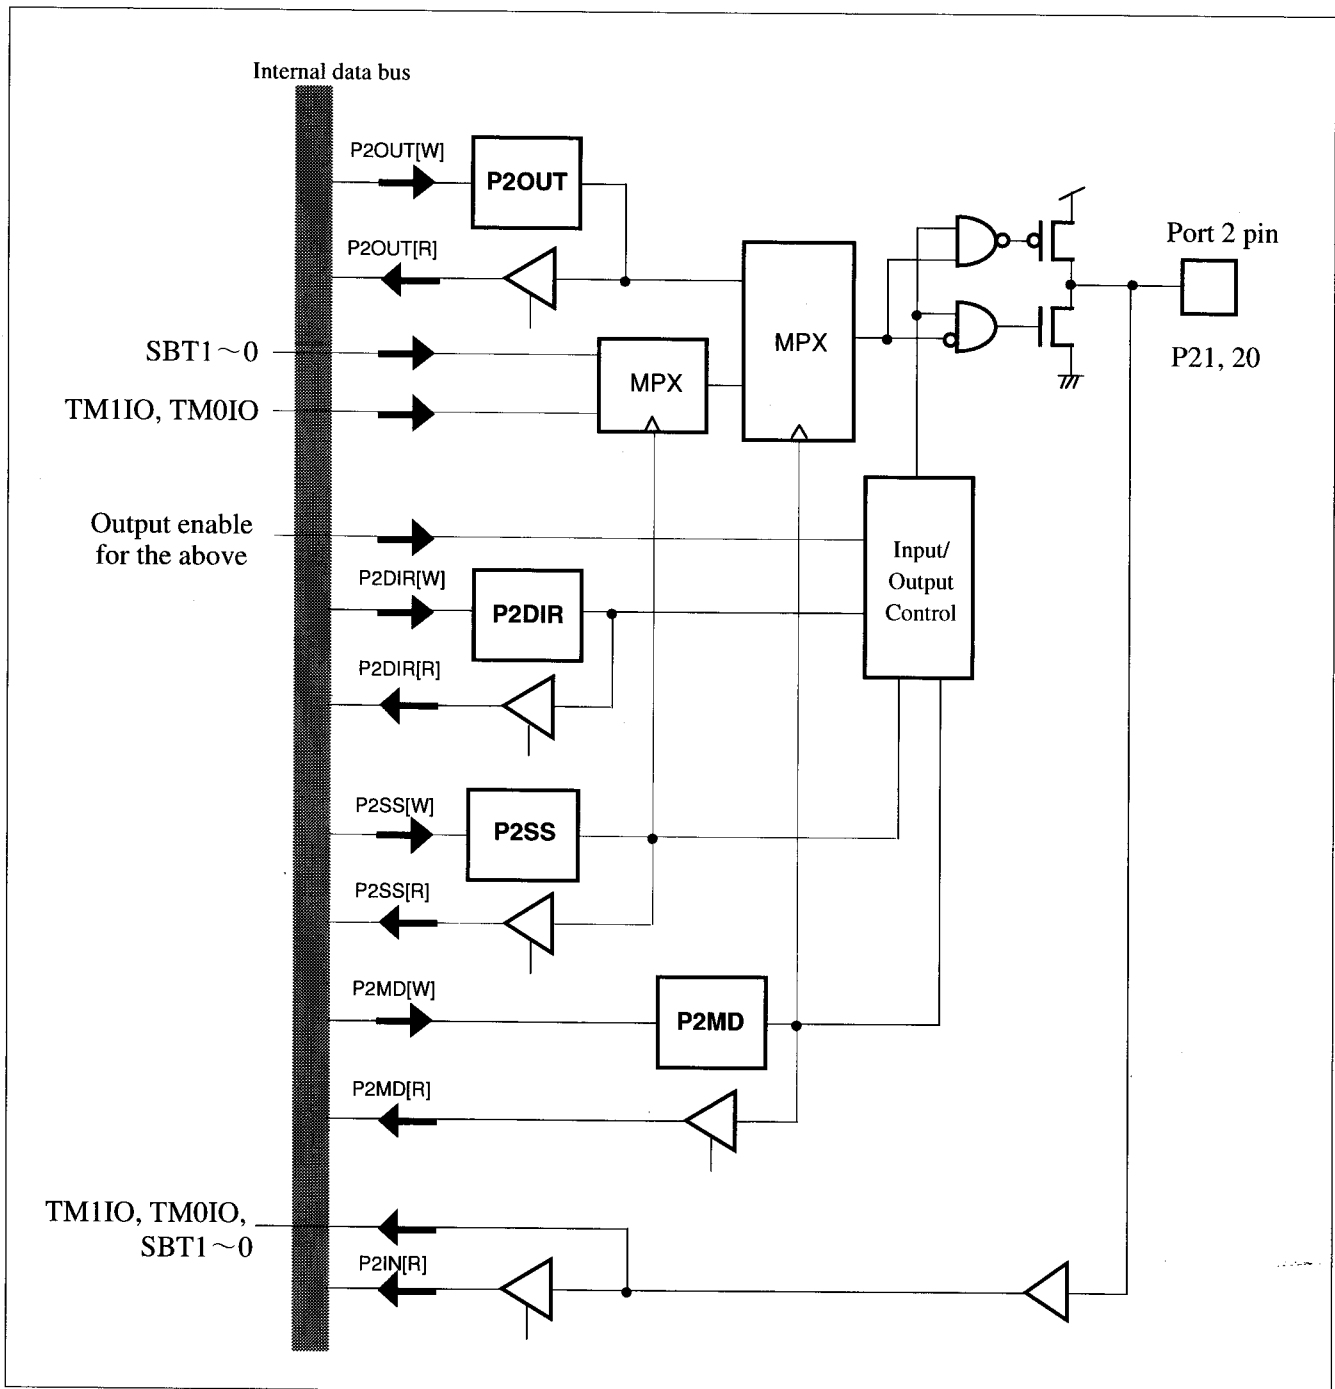 Internal data bus
P2OUT[W]
P2OUT
P2OUT[R]
Port 2 pin
SBT1～0
MPX
MPX
P21, 20
TM1IO, TM0IO
Output enable
for the above
Input/
Output
Control
P2DIR[W]
P2DIR
P2DIR[R]
P2SS[W]
P2SS
P2SS[R]
P2MD[W]
P2MD
P2MD[R]
TM1IO, TM0IO,
SBT1～0
P2IN[R]